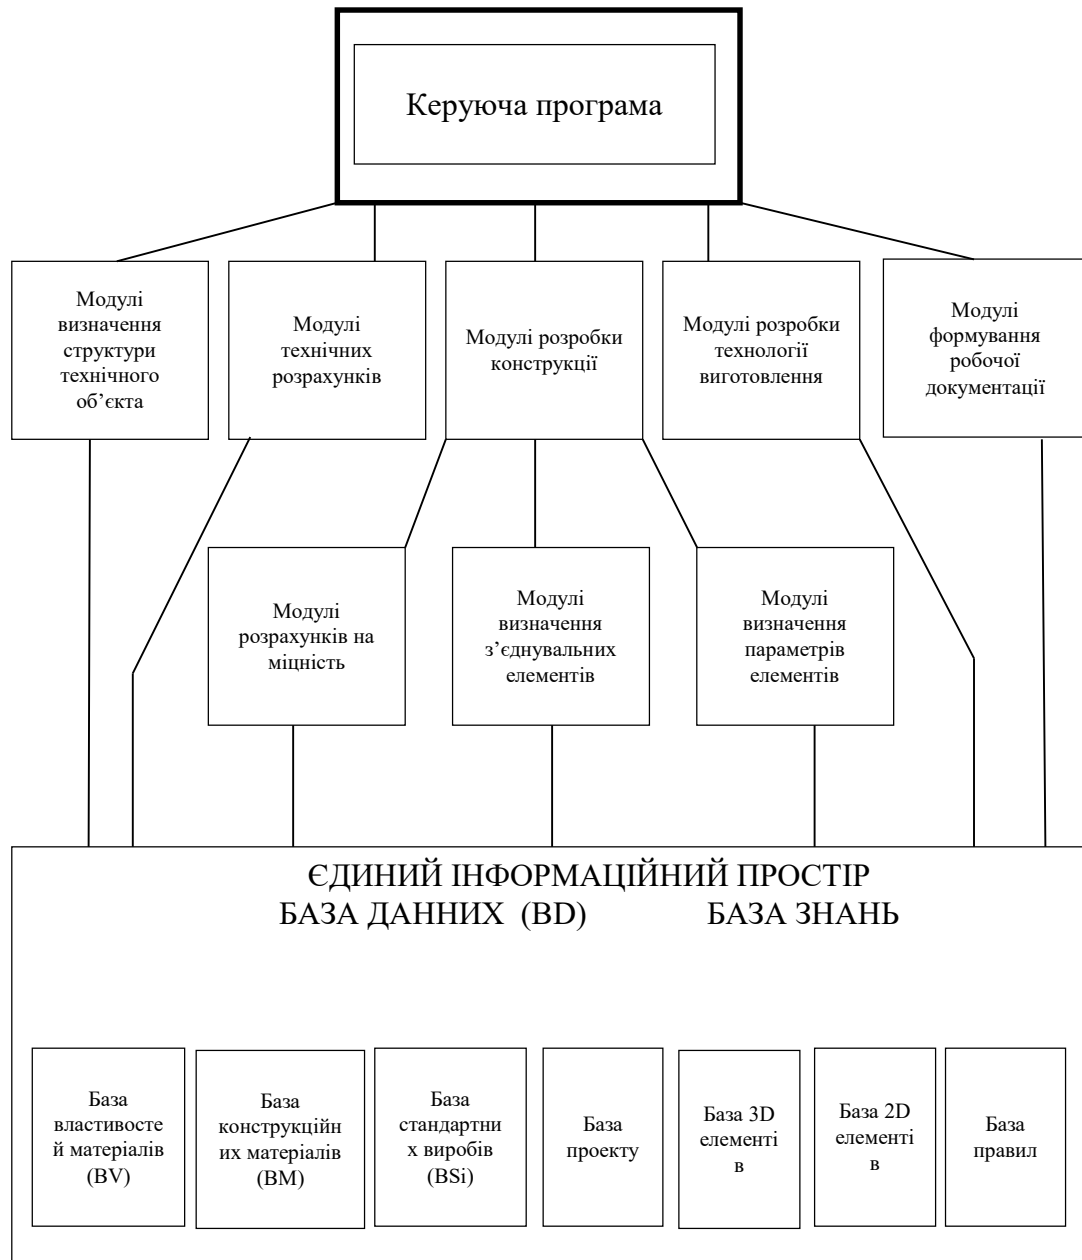 Керуюча програма
Модулі
визначення
структури
технічного
об’єкта
Модулі
технічних
розрахунків
Модулі розробки
конструкції
Модулі розробки
технології
виготовлення
Модулі
формування
робочої
документації
Модулі
розрахунків на
міцність
Модулі
визначення
з’єднувальних
елементів
Модулі
визначення
параметрів
елементів
ЄДИНИЙ ІНФОРМАЦІЙНИЙ ПРОСТІР
БАЗА ДАННИХ (BD) БАЗА ЗНАНЬ
База
властивосте
й матеріалів
(BV)
База
конструкційн
их матеріалів
(BM)
База
стандартни
х виробів
(BSi)
База
проекту
База 3D
елементі
в
База 2D
елементі
в
База
правил